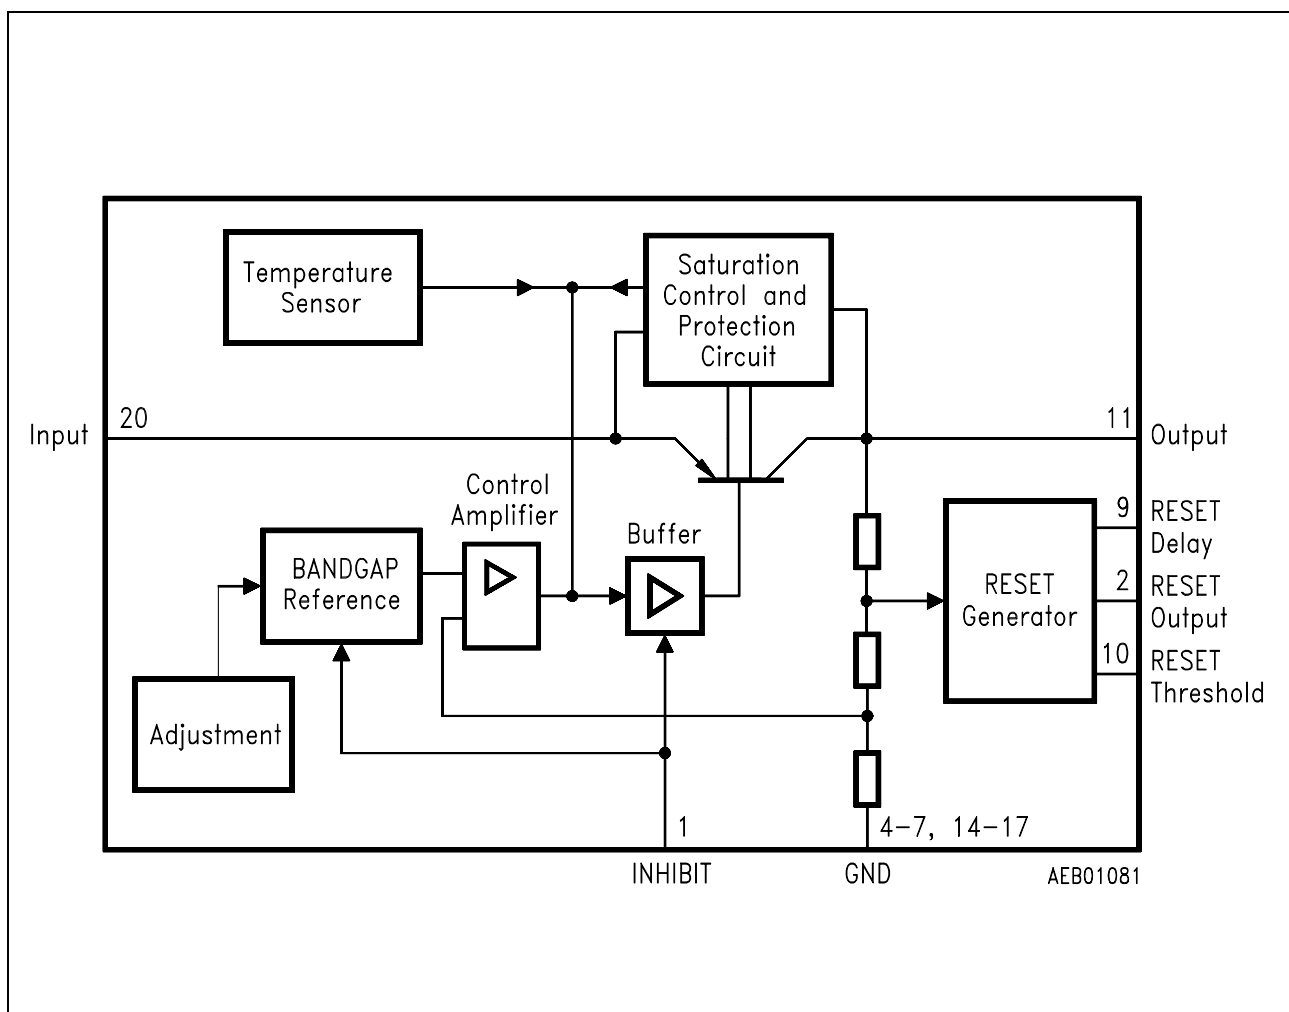 Temperature
Sensor
Saturation
Control and
Protection
Circuit
20
Input
11
Output
Control
Amplifier
Buffer
BANDGAP
Reference
Adjustment
RESET
Generator
9
RESET
Delay
2
RESET
Output
10
RESET
Threshold
1
INHIBIT
4-7, 14-17
GND
AEB01081